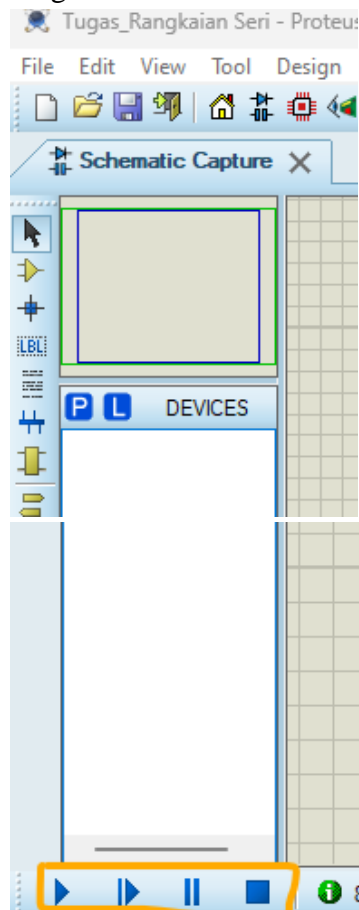 Tugas_Rangkaian Seri - Proteus
File Edit View Tool Design
Schematic Capture
LBL
P L DEVICES